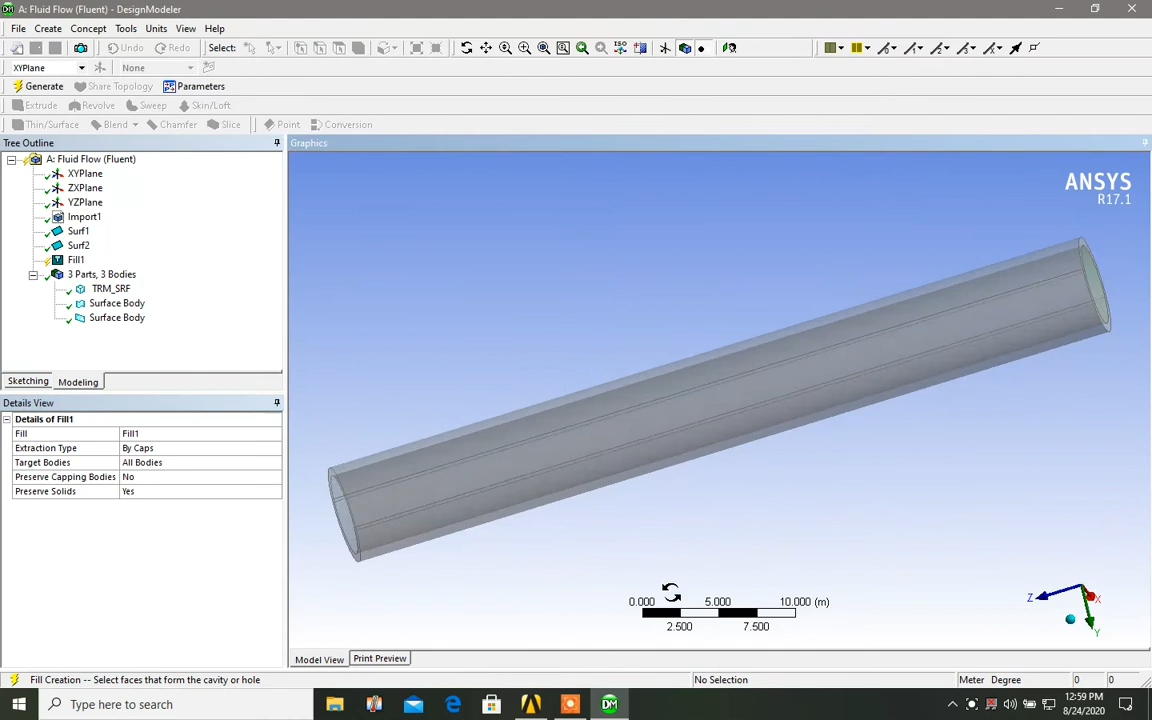 A: Fluid Flow (Fluent) - DesignModeler
File Create Concept Tools Units View Help
Undo Redo Select:
XYPlane None
Generate Share Topology Parameters
Extrude Revolve Sweep Skin/Loft
Thin/Surface Blend Chamfer Slice Point Conversion
Tree Outline
A: Fluid Flow (Fluent)
XYPlane
ZXPlane
YZPlane
Import1
Surf1
Surf2
Fill1
3 Parts, 3 Bodies
TRM_SRF
Surface Body
Surface Body
Sketching Modeling
Details View
Details of Fill1
Fill Fill1
Extraction Type By Caps
Target Bodies All Bodies
Preserve Capping Bodies No
Preserve Solids Yes
Graphics
ANSYS
R17.1
0.000 5.000 10.000 (m)
2.500 7.500
Z X
Y
Model View Print Preview
Fill Creation -- Select faces that form the cavity or hole No Selection Meter Degree 0 0
Type here to search
12:59 PM
8/24/2020